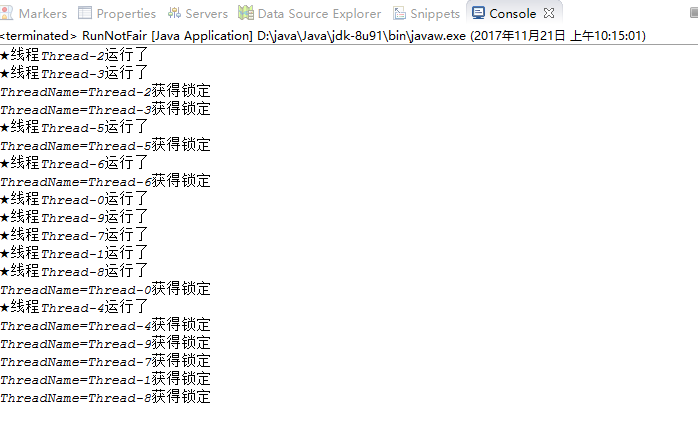 Markers Properties Servers Data Source Explorer Snippets Console
<terminated> RunNotFair [Java Application] D:\java\Java\jdk-8u91\bin\javaw.exe (2017年11月21日 上午10:15:01)
★线程Thread-2运行了
★线程Thread-3运行了
ThreadName=Thread-2获得锁定
ThreadName=Thread-3获得锁定
★线程Thread-5运行了
ThreadName=Thread-5获得锁定
★线程Thread-6运行了
ThreadName=Thread-6获得锁定
★线程Thread-0运行了
★线程Thread-9运行了
★线程Thread-7运行了
★线程Thread-1运行了
★线程Thread-8运行了
ThreadName=Thread-0获得锁定
★线程Thread-4运行了
ThreadName=Thread-4获得锁定
ThreadName=Thread-9获得锁定
ThreadName=Thread-7获得锁定
ThreadName=Thread-1获得锁定
ThreadName=Thread-8获得锁定